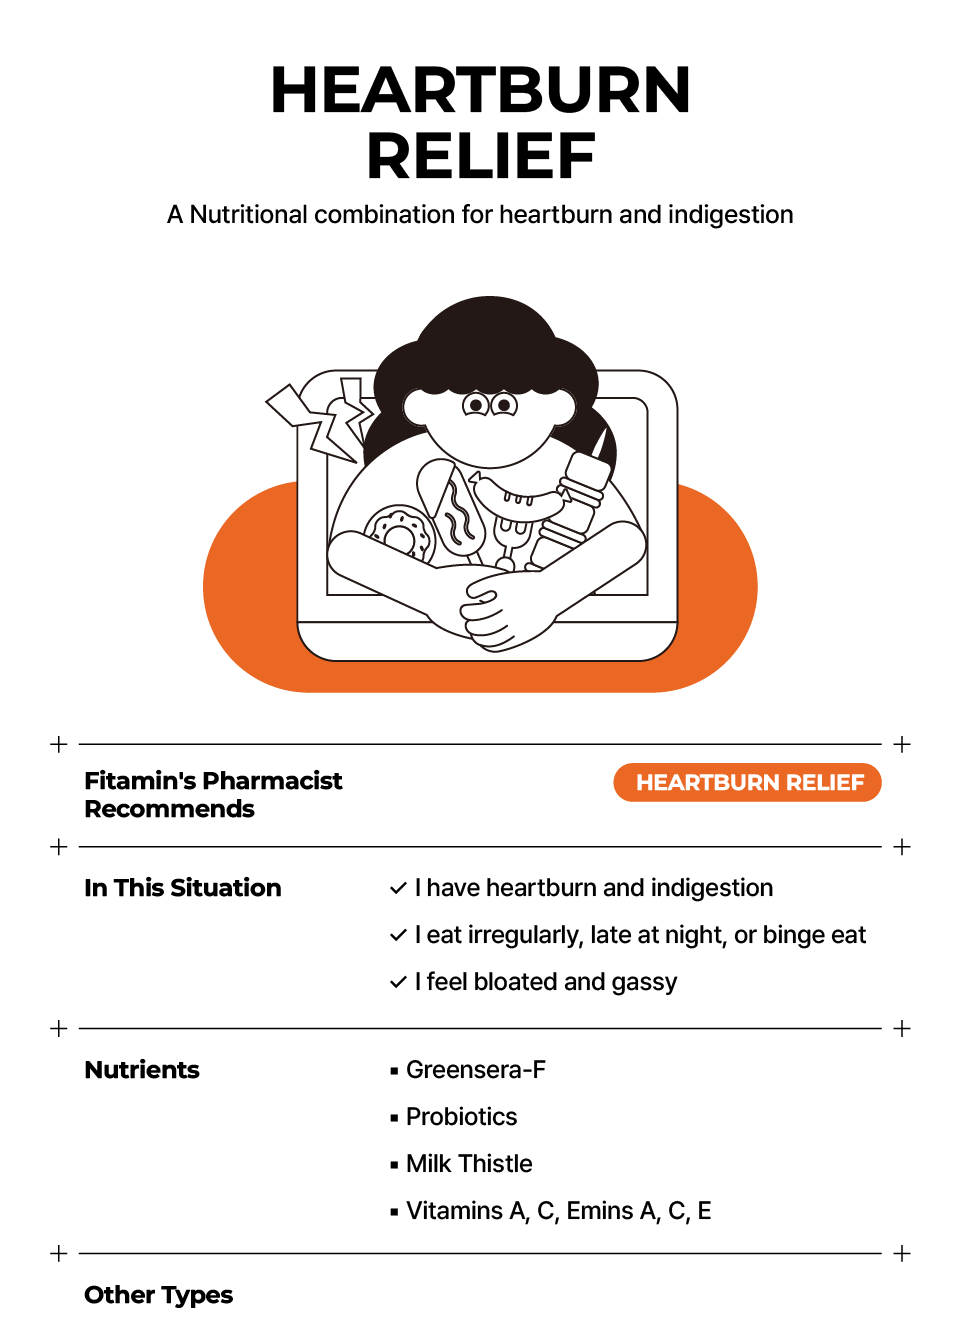 HEARTBURN
RELIEF
A Nutritional combination for heartburn and indigestion
Fitamin's Pharmacist
Recommends
HEARTBURN RELIEF
In This Situation
✓ I have heartburn and indigestion
✓ I eat irregularly, late at night, or binge eat
✓ I feel bloated and gassy
Nutrients
▪ Greensera-F
▪ Probiotics
▪ Milk Thistle
▪ Vitamins A, C, Emins A, C, E
Other Types